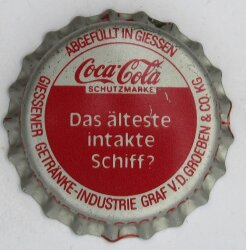 ABGEFÜLLT IN GIESSEN
Coca-Cola
SCHUTZMARKE
Das älteste
intakte
Schiff?
GIESSENER GETRÄNKE-INDUSTRIE GRAF V.D. GROEBEN & CO. KG